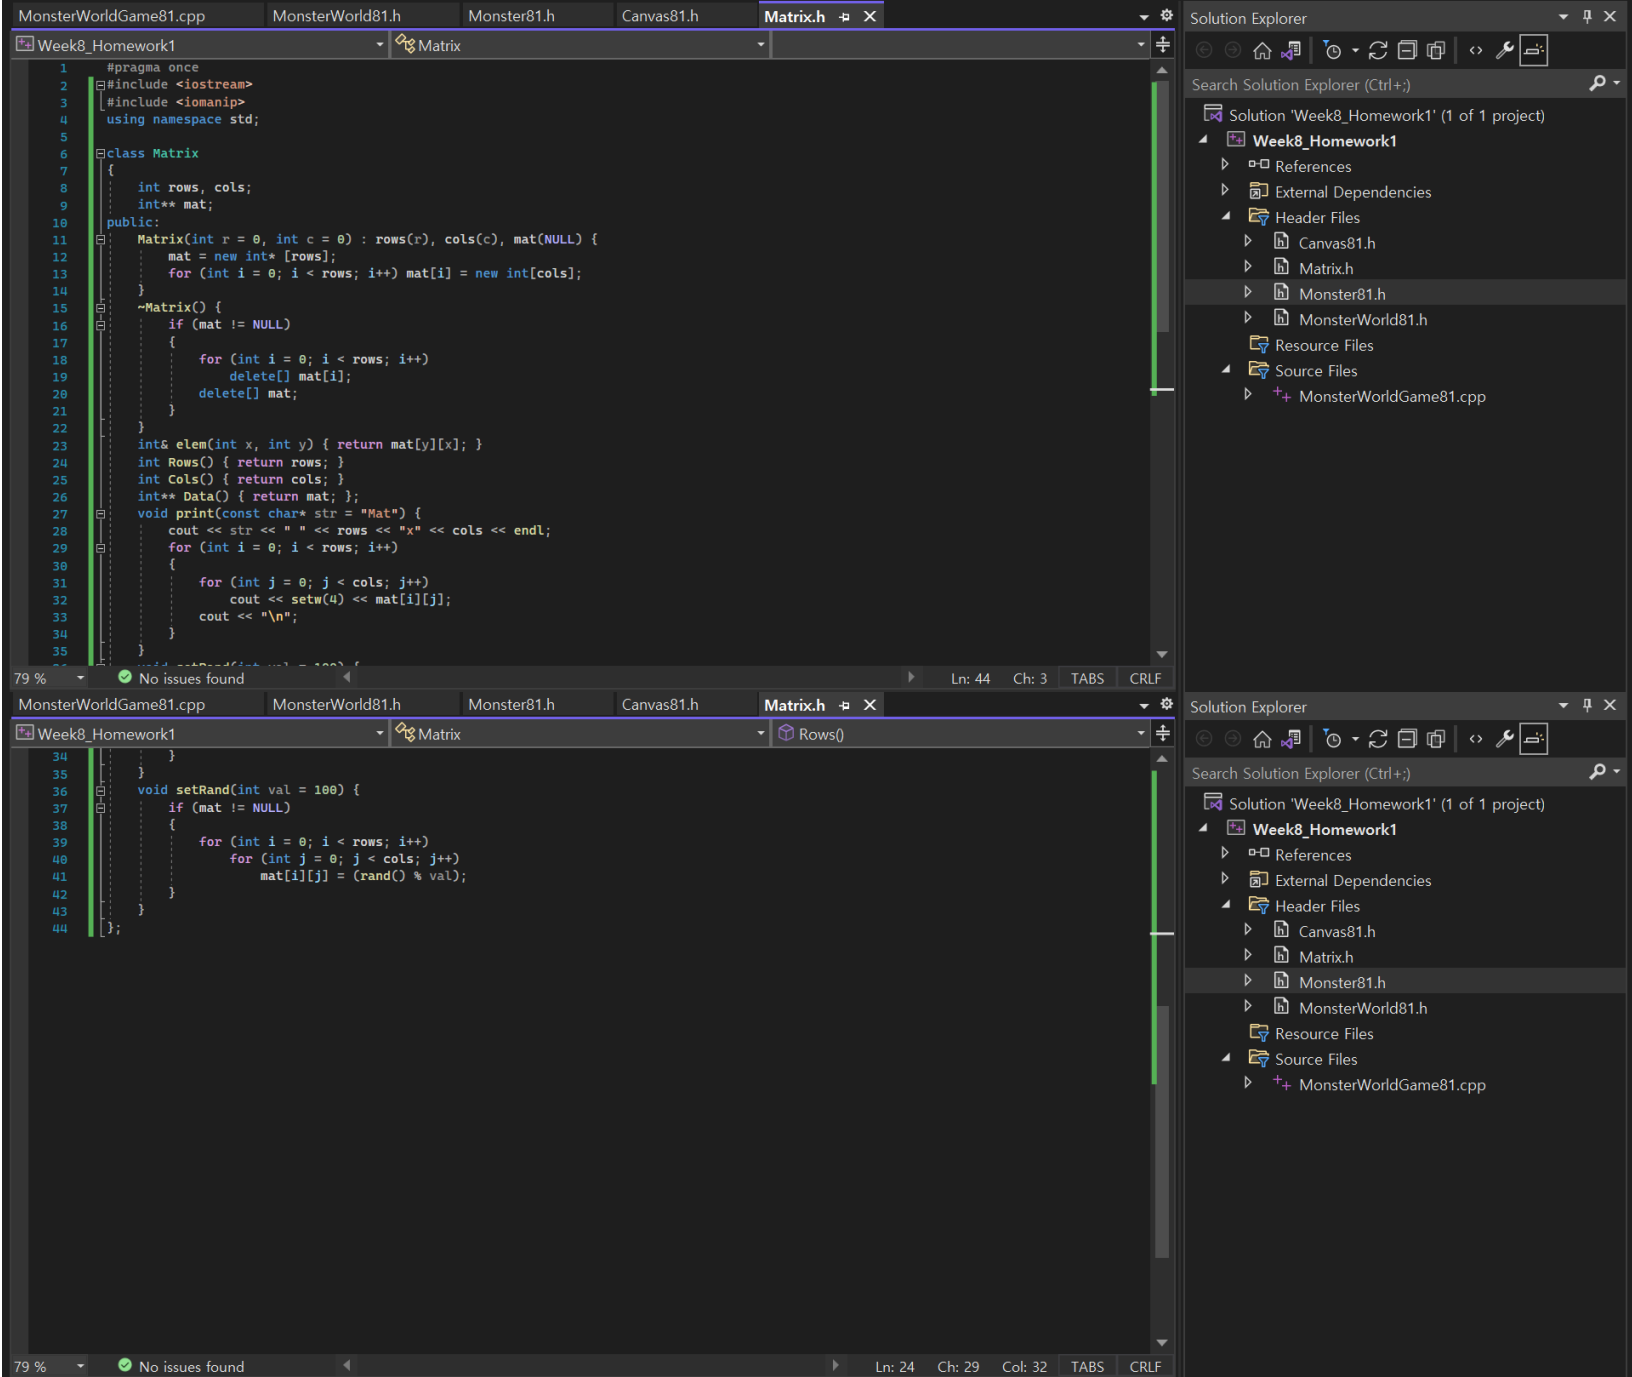 MonsterWorldGame81.cpp MonsterWorld81.h Monster81.h Canvas81.h Matrix.h
Week8_Homework1 Matrix
1 #pragma once
2 #include <iostream>
3 #include <iomanip>
4 using namespace std;
5
6 class Matrix
7 {
8 int rows, cols;
9 int** mat;
10 public:
11 Matrix(int r = 0, int c = 0) : rows(r), cols(c), mat(NULL) {
12 mat = new int* [rows];
13 for (int i = 0; i < rows; i++) mat[i] = new int[cols];
14 }
15 ~Matrix() {
16 if (mat != NULL)
17 {
18 for (int i = 0; i < rows; i++)
19 delete[] mat[i];
20 delete[] mat;
21 }
22 }
23 int& elem(int x, int y) { return mat[y][x]; }
24 int Rows() { return rows; }
25 int Cols() { return cols; }
26 int** Data() { return mat; };
27 void print(const char* str = "Mat") {
28 cout << str << " " << rows << "x" << cols << endl;
29 for (int i = 0; i < rows; i++)
30 {
31 for (int j = 0; j < cols; j++)
32 cout << setw(4) << mat[i][j];
33 cout << "\n";
34 }
35 }
79 % No issues found Ln: 44 Ch: 3 TABS CRLF
Solution Explorer
Search Solution Explorer (Ctrl+;)
Solution 'Week8_Homework1' (1 of 1 project)
Week8_Homework1
References
External Dependencies
Header Files
Canvas81.h
Matrix.h
Monster81.h
MonsterWorld81.h
Resource Files
Source Files
MonsterWorldGame81.cpp
MonsterWorldGame81.cpp MonsterWorld81.h Monster81.h Canvas81.h Matrix.h
Week8_Homework1 Matrix Rows()
34 }
35 }
36 void setRand(int val = 100) {
37 if (mat != NULL)
38 {
39 for (int i = 0; i < rows; i++)
40 for (int j = 0; j < cols; j++)
41 mat[i][j] = (rand() % val);
42 }
43 }
44 };
79 % No issues found Ln: 24 Ch: 29 Col: 32 TABS CRLF
Solution Explorer
Search Solution Explorer (Ctrl+;)
Solution 'Week8_Homework1' (1 of 1 project)
Week8_Homework1
References
External Dependencies
Header Files
Canvas81.h
Matrix.h
Monster81.h
MonsterWorld81.h
Resource Files
Source Files
MonsterWorldGame81.cpp